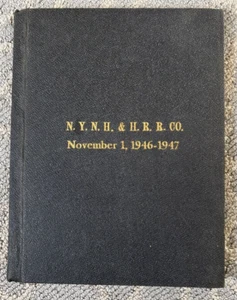 N. Y. N. H. & H. R. R. CO.
November 1, 1946-1947